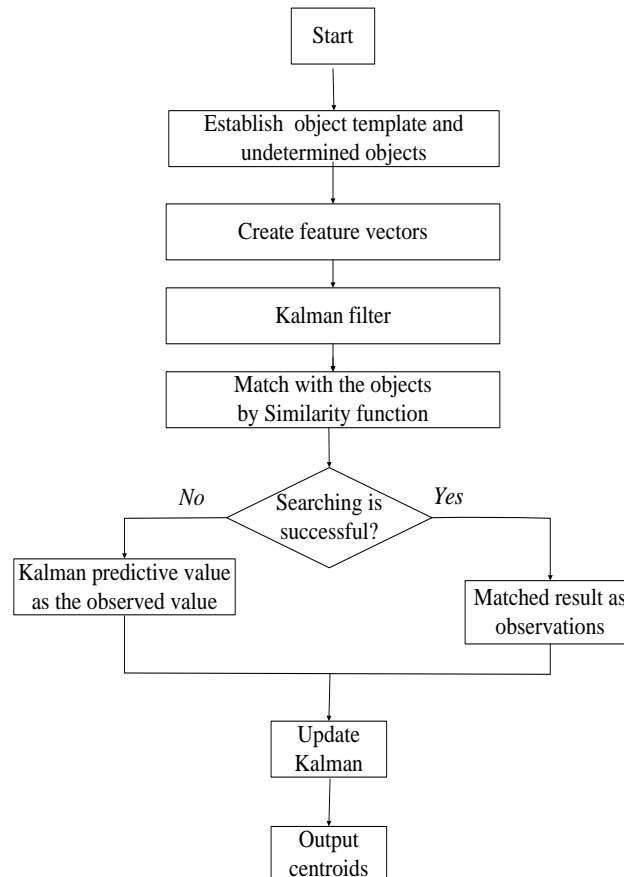 Start
Establish object template and
undetermined objects
Create feature vectors
Kalman filter
Match with the objects
by Similarity function
No
Searching is
successful?
Yes
Kalman predictive value
as the observed value
Matched result as
observations
Update
Kalman
Output
centroids